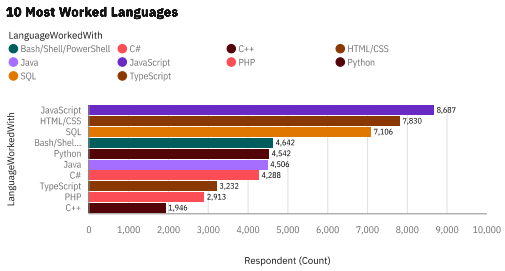 10 Most Worked Languages
LanguageWorkedWith
Bash/Shell/PowerShell C# C++ HTML/CSS
Java JavaScript PHP Python
SQL TypeScript
LanguageWorkedWith
JavaScript 8,687
HTML/CSS 7,830
SQL 7,106
Bash/Shel... 4,642
Python 4,542
Java 4,506
C# 4,288
TypeScript 3,232
PHP 2,913
C++ 1,946
0 1,000 2,000 3,000 4,000 5,000 6,000 7,000 8,000 9,000 10,000
Respondent (Count)